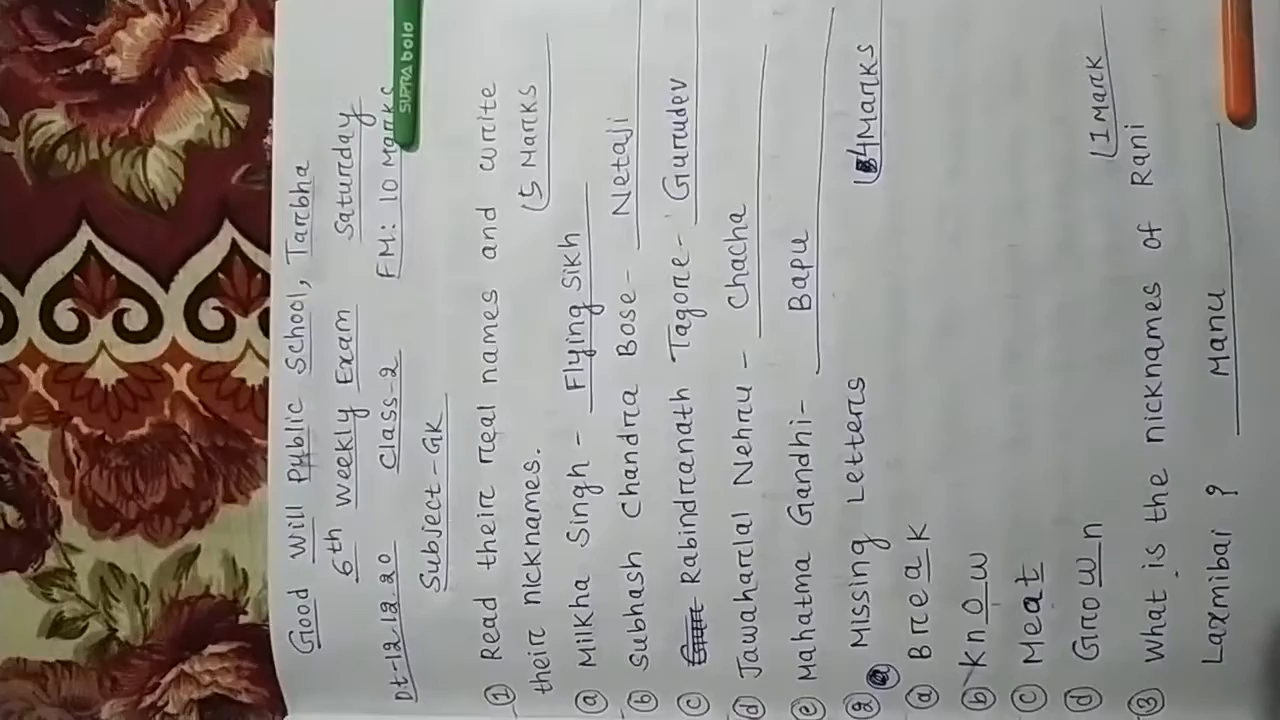 Good Will Public School, Tarbha
6th Weekly Exam Saturday
Dt-12.12.20 Class-2 FM: 10 Marks
Subject-GK
① Read their real names and write
their nicknames. (5 Marks
ⓐ Milkha Singh - Flying Sikh
ⓑ Subhash Chandra Bose - Netaji
ⓒ Rabindranath Tagore - Gurudev
ⓓ Jawaharlal Nehru - Chacha
ⓔ Mahatma Gandhi - Bapu
② Missing Letters (4 Marks
ⓐ Break
ⓑ Know
ⓒ Meat
ⓓ Grown (1 Mark
③ What is the nicknames of Rani
Laxmibai ? Manu
SUPRA bold